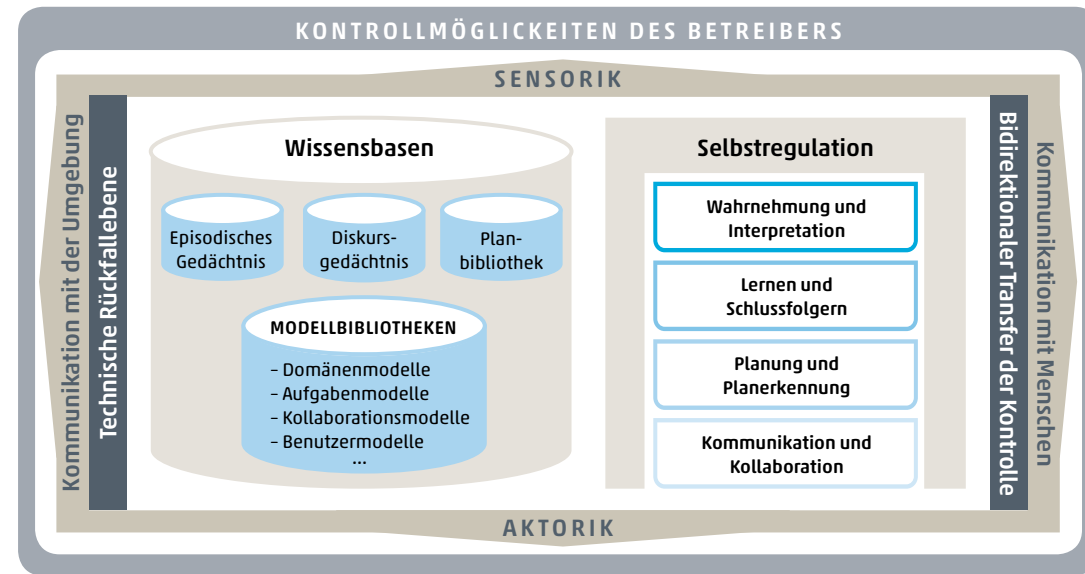 KONTROLLMÖGLICKEITEN DES BETREIBERS
SENSORIK
Kommunikation mit der Umgebung
Technische Rückfallebene
Wissensbasen
Episodisches
Gedächtnis
Diskurs-
gedächtnis
Plan-
bibliothek
MODELLBIBLIOTHEKEN
– Domänenmodelle
– Aufgabenmodelle
– Kollaborationsmodelle
– Benutzermodelle
...
Selbstregulation
Wahrnehmung und
Interpretation
Lernen und
Schlussfolgern
Planung und
Planerkennung
Kommunikation und
Kollaboration
Bidirektionaler Transfer der Kontrolle
Kommunikation mit Menschen
AKTORIK